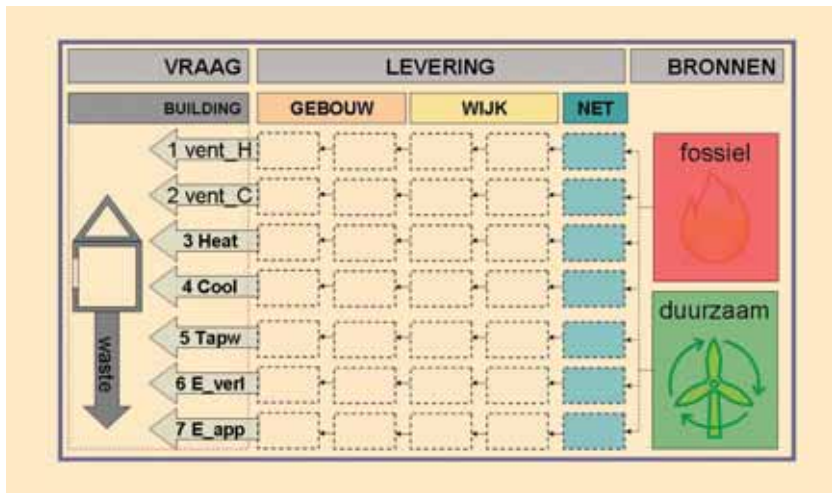 VRAAG LEVERING BRONNEN
BUILDING GEBOUW WIJK NET
1 vent_H
2 vent_C
3 Heat
4 Cool
5 Tapw
6 E_verl
7 E_app
waste
fossiel
duurzaam